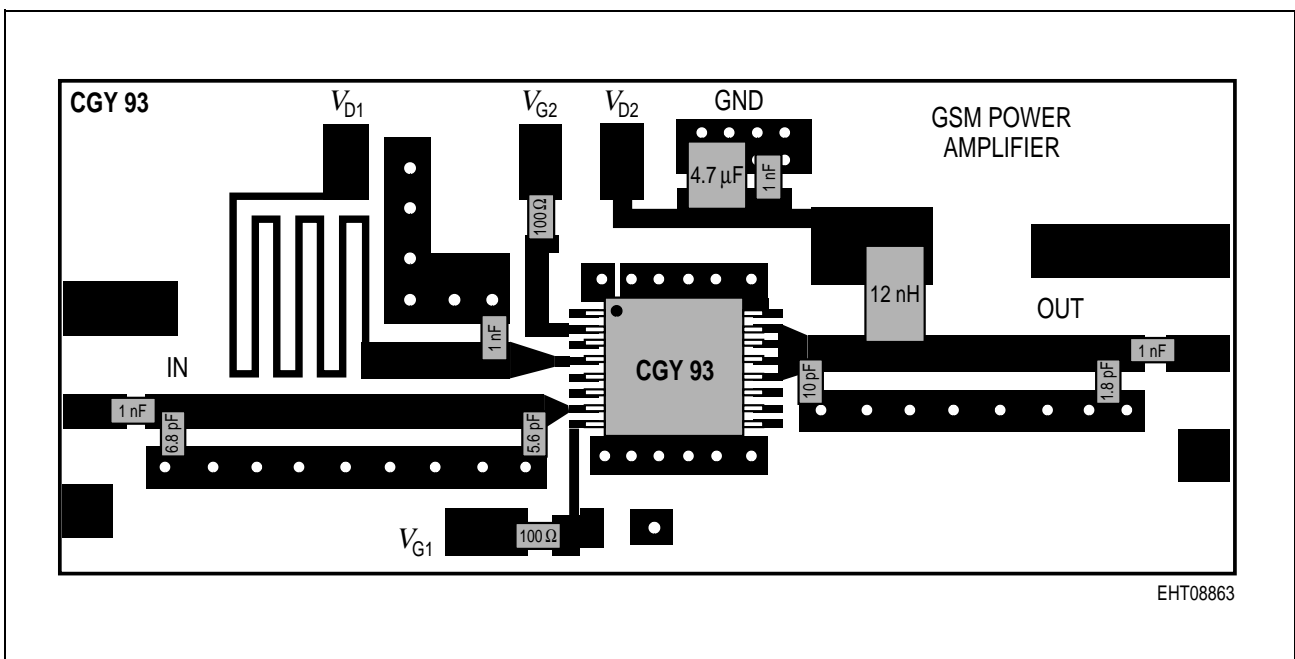 CGY 93
VD1
VG2
VD2
GND
GSM POWER
AMPLIFIER
4.7 µF
1 nF
100 Ω
12 nH
OUT
1 nF
1 nF
IN
CGY 93
10 pF
1.8 pF
1 nF
6.8 pF
5.6 pF
VG1
100 Ω
EHT08863